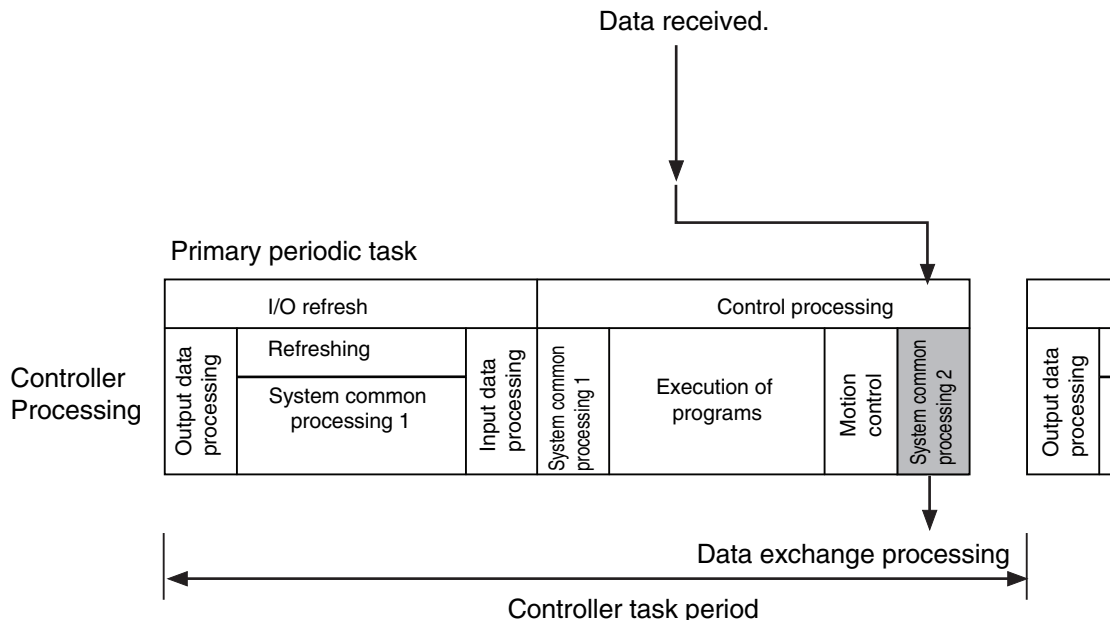 Data received.
Primary periodic task
I/O refresh
Control processing
Controller
Processing
Output data
processing
Refreshing
System common
processing 1
Input data
processing
System common
processing 1
Execution of
programs
Motion
control
System common
processing 2
Output data
processing
Data exchange processing
Controller task period